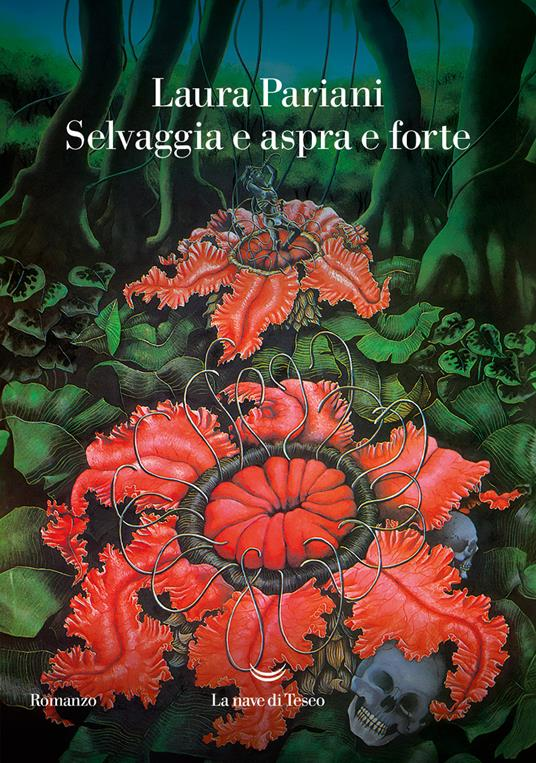 Laura Pariani
Selvaggia e aspra e forte
Romanzo
La nave di Teseo